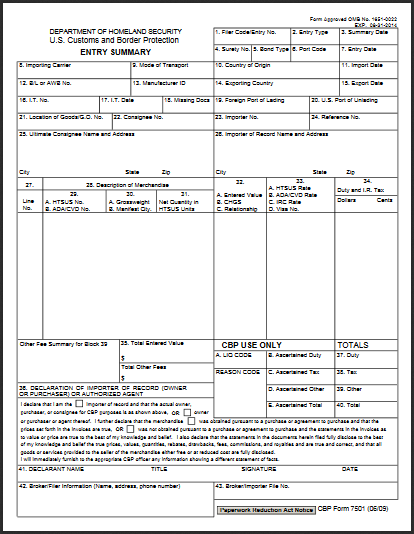 Form Approved OMB No. 1651-0022
EXP. 08-31-2014
DEPARTMENT OF HOMELAND SECURITY
U.S. Customs and Border Protection
ENTRY SUMMARY
1. Filer Code/Entry No.
2. Entry Type
3. Summary Date
4. Surety No.
5. Bond Type
6. Port Code
7. Entry Date
8. Importing Carrier
9. Mode of Transport
10. Country of Origin
11. Import Date
12. B/L or AWB No.
13. Manufacturer ID
14. Exporting Country
15. Export Date
16. I.T. No.
17. I.T. Date
18. Missing Docs
19. Foreign Port of Lading
20. U.S. Port of Unlading
21. Location of Goods/G.O. No.
22. Consignee No.
23. Importer No.
24. Reference No.
25. Ultimate Consignee Name and Address
26. Importer of Record Name and Address
City
State
Zip
City
State
Zip
27.
Line
No.
28. Description of Merchandise
29.
A. HTSUS No.
B. ADA/CVD No.
30.
A. Grossweight
B. Manifest Qty.
31.
Net Quantity in
HTSUS Units
32.
A. Entered Value
B. CHGS
C. Relationship
33.
A. HTSUS Rate
B. ADA/CVD Rate
C. IRC Rate
D. Visa No.
34.
Duty and I.R. Tax
Dollars
Cents
Other Fee Summary for Block 39
35. Total Entered Value
$
Total Other Fees
$
CBP USE ONLY
TOTALS
A. LIQ CODE
B. Ascertained Duty
37. Duty
REASON CODE
C. Ascertained Tax
38. Tax
D. Ascertained Other
39. Other
E. Ascertained Total
40. Total
36. DECLARATION OF IMPORTER OF RECORD (OWNER
OR PURCHASER) OR AUTHORIZED AGENT
I declare that I am the Importer of record and that the actual owner,
purchaser, or consignee for CBP purposes is as shown above, OR owner
or purchaser or agent thereof. I further declare that the merchandise was obtained pursuant to a purchase or agreement to purchase and that the
prices set forth in the invoices are true, OR was not obtained pursuant to a purchase or agreement to purchase and the statements in the invoices as
to value or price are true to the best of my knowledge and belief. I also declare that the statements in the documents herein filed fully disclose to the best
of my knowledge and belief the true prices, values, quantities, rebates, drawbacks, fees, commissions, and royalties and are true and correct, and that all
goods or services provided to the seller of the merchandise either free or at reduced cost are fully disclosed.
I will immediately furnish to the appropriate CBP officer any information showing a different statement of facts.
41. DECLARANT NAME
TITLE
SIGNATURE
DATE
42. Broker/Filer Information (Name, address, phone number)
43. Broker/Importer File No.
Paperwork Reduction Act Notice
CBP Form 7501 (06/09)